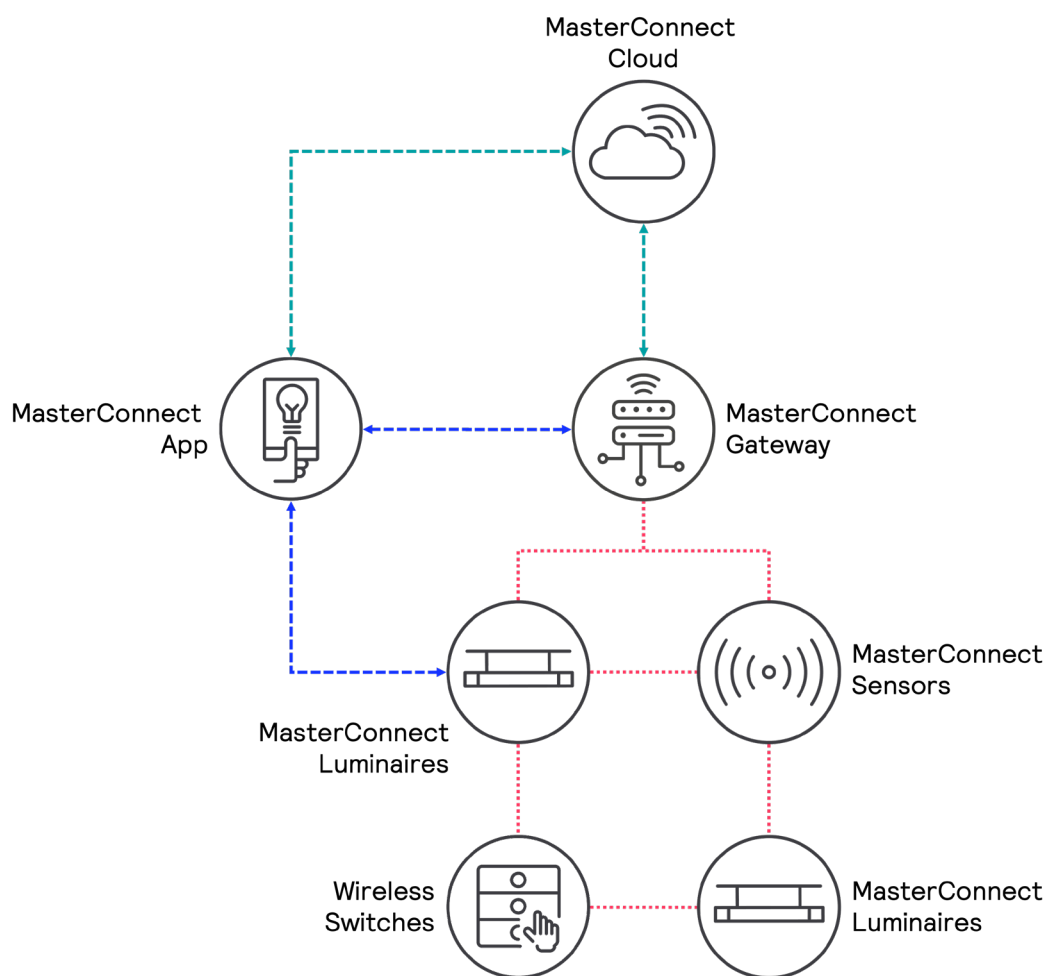 MasterConnect
Cloud
MasterConnect
App
MasterConnect
Gateway
MasterConnect
Sensors
MasterConnect
Luminaires
Wireless
Switches
MasterConnect
Luminaires